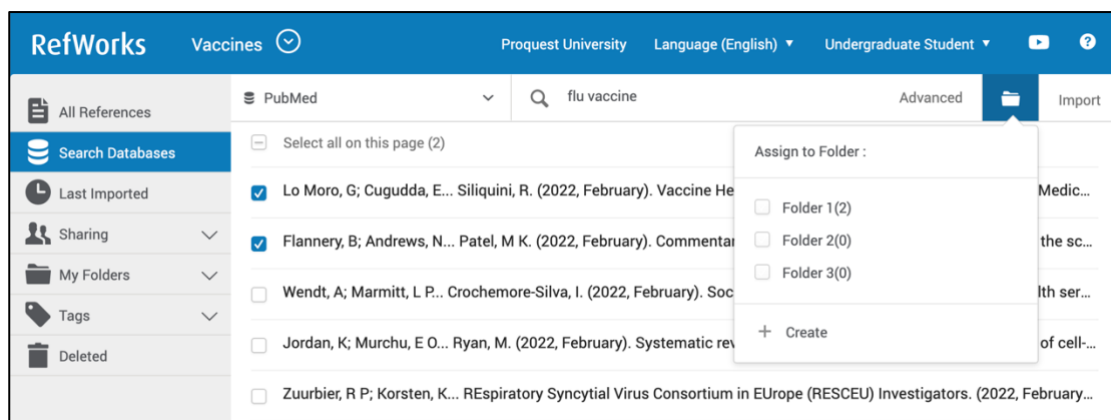 RefWorks Vaccines Proquest University Language (English) ▼ Undergraduate Student ▼ ?
All References
Search Databases
Last Imported
Sharing
My Folders
Tags
Deleted
PubMed flu vaccine Advanced Import
Select all on this page (2)
Lo Moro, G; Cugudda, E... Siliquini, R. (2022, February). Vaccine He Medic...
Flannery, B; Andrews, N... Patel, M K. (2022, February). Commentar the sc...
Wendt, A; Marmitt, L P... Crochemore-Silva, I. (2022, February). Soc lth ser...
Jordan, K; Murchu, E O... Ryan, M. (2022, February). Systematic rev of cell-...
Zuurbier, R P; Korsten, K... REspiratory Syncytial Virus Consortium in EUrope (RESCEU) Investigators. (2022, February...
Assign to Folder :
Folder 1(2)
Folder 2(0)
Folder 3(0)
+ Create